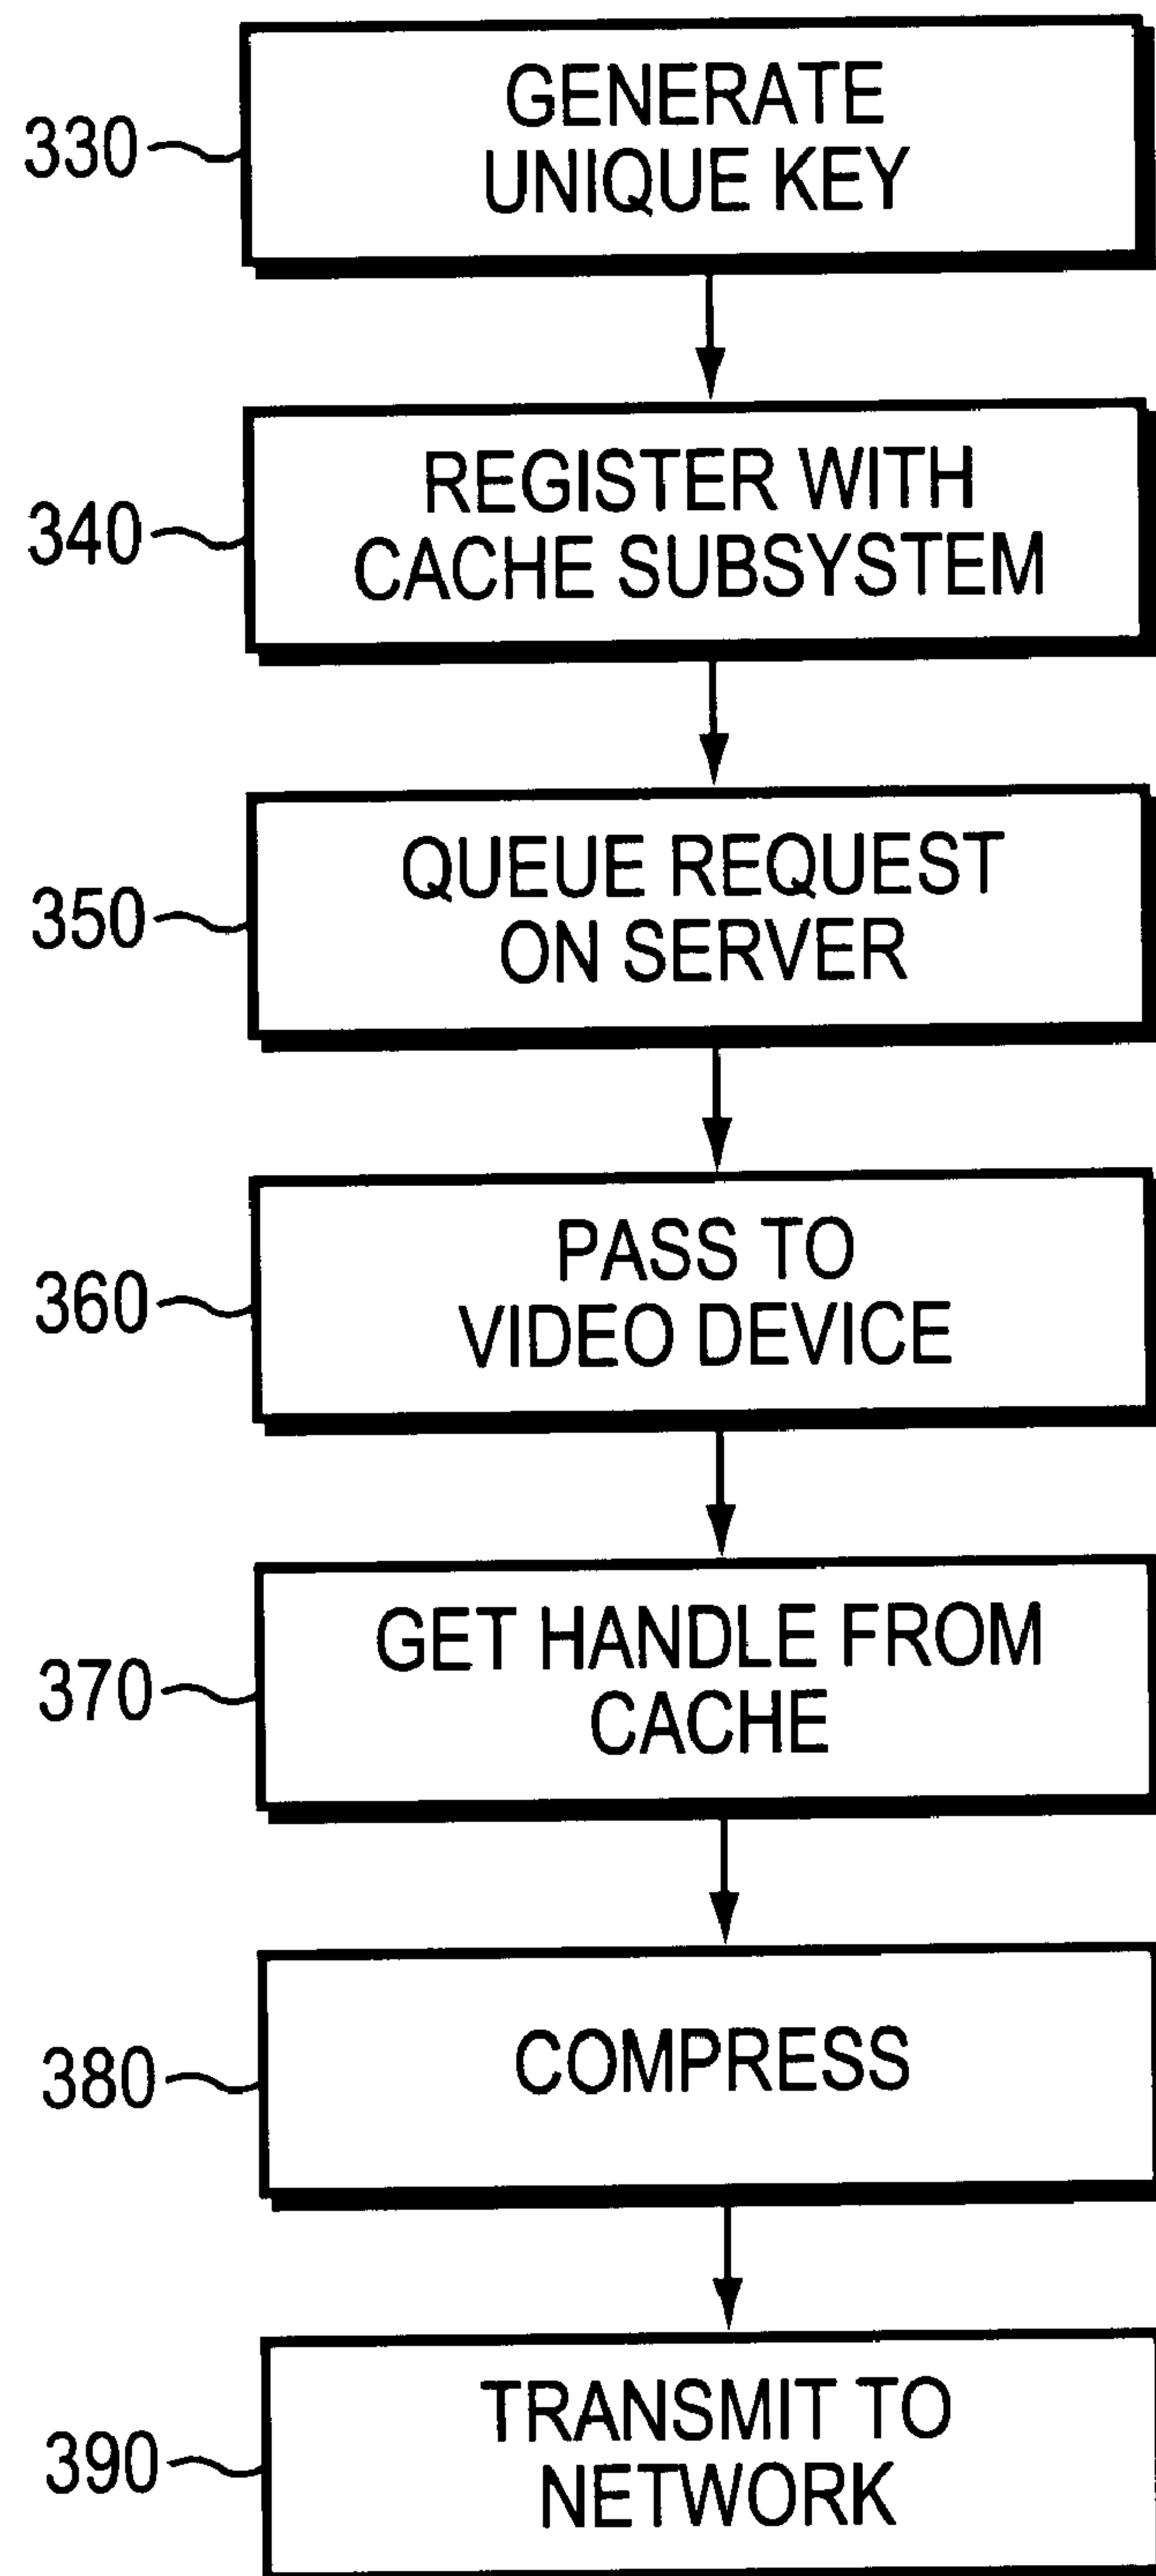 330
GENERATE
UNIQUE KEY
340
REGISTER WITH
CACHE SUBSYSTEM
350
QUEUE REQUEST
ON SERVER
360
PASS TO
VIDEO DEVICE
370
GET HANDLE FROM
CACHE
380
COMPRESS
390
TRANSMIT TO
NETWORK